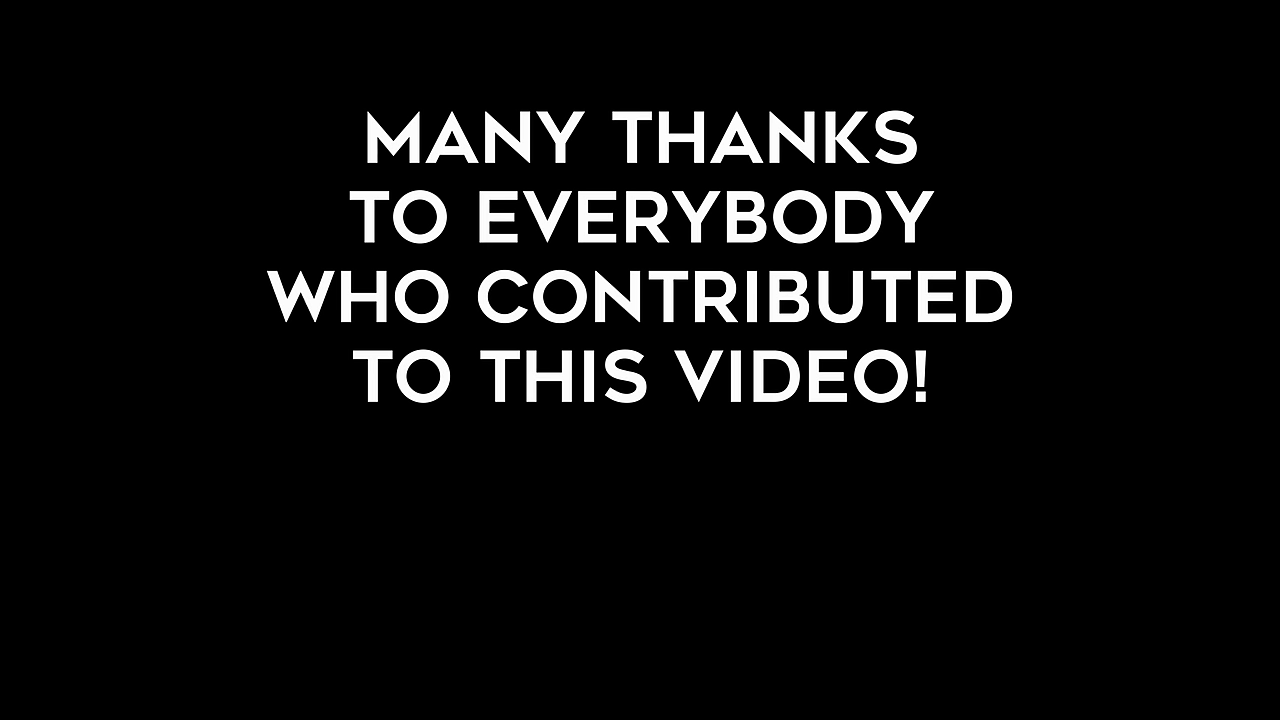 MANY THANKS
TO EVERYBODY
WHO CONTRIBUTED
TO THIS VIDEO!